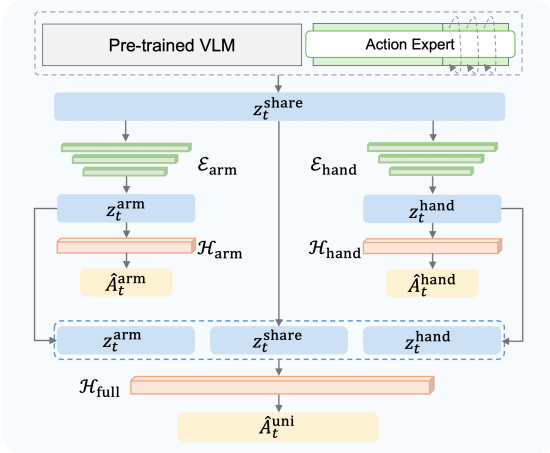 Pre-trained VLM
Action Expert
z_t^share
ℰ_arm
ℰ_hand
z_t^arm
z_t^hand
ℋ_arm
ℋ_hand
Â_t^arm
Â_t^hand
z_t^arm z_t^share z_t^hand
ℋ_full
Â_t^uni